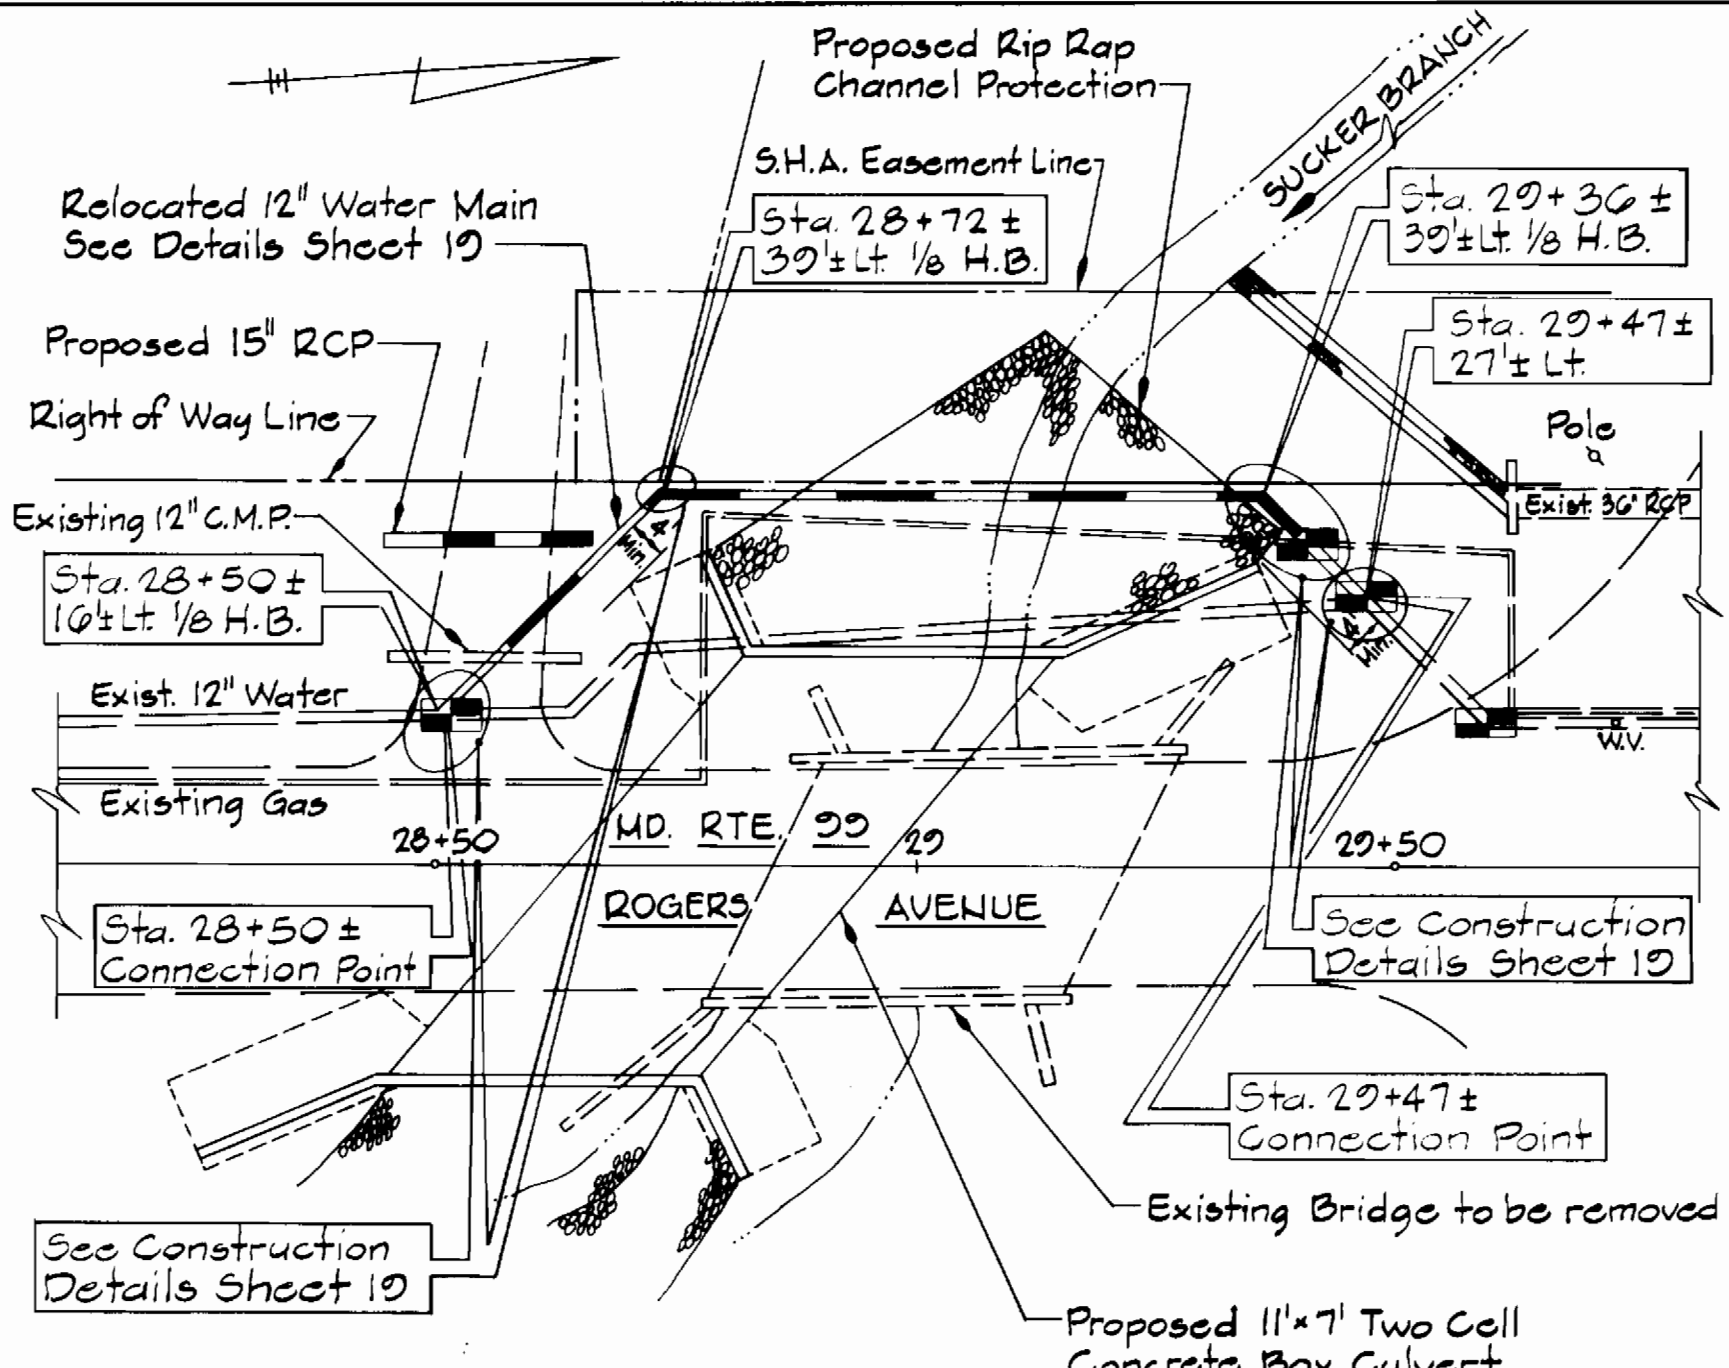 Proposed Rip Rap
Channel Protection
SUCKER BRANCH
S.H.A. Easement Line
Relocated 12" Water Main
See Details Sheet 19
Sta. 28+72 ±
39'± Lt. 1/8 H.B.
Sta. 29+36 ±
39'± Lt. 1/8 H.B.
Proposed 15" RCP
Sta. 29+47 ±
27'± Lt.
Right of Way Line
Pole
Existing 12" C.M.P.
Exist. 36" RCP
4'
Min.
Sta. 28+50 ±
16'± Lt. 1/8 H.B.
4'
Min.
Exist. 12" Water
W.V.
Existing Gas
28+50
MD. RTE. 99
29
29+50
ROGERS AVENUE
Sta. 28+50 ±
Connection Point
See Construction
Details Sheet 19
Sta. 29+47 ±
Connection Point
Existing Bridge to be removed
See Construction
Details Sheet 19
Proposed 11'x7' Two Cell
Concrete Box Culvert